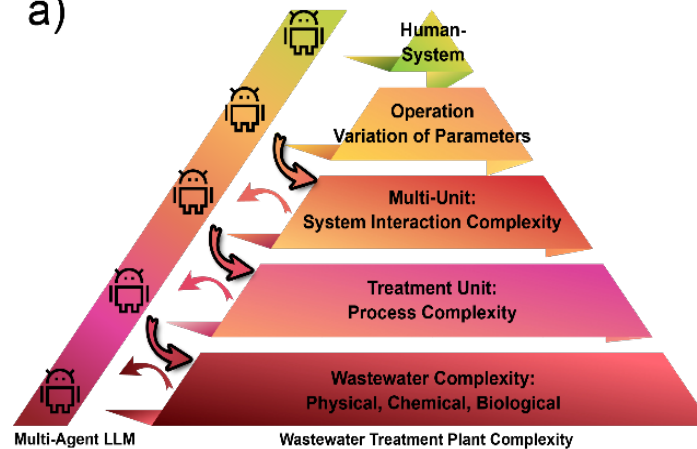 a)
Human-
System
Operation
Variation of Parameters
Multi-Unit:
System Interaction Complexity
Treatment Unit:
Process Complexity
Wastewater Complexity:
Physical, Chemical, Biological
Multi-Agent LLM
Wastewater Treatment Plant Complexity